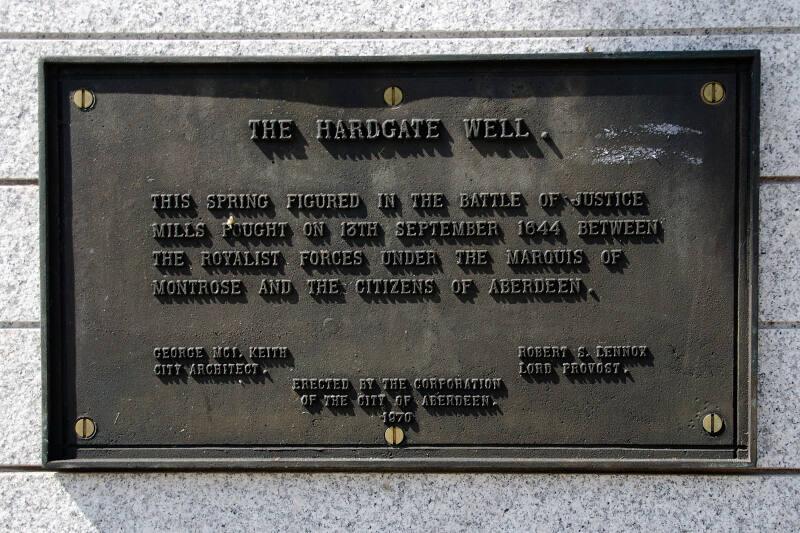 THE HARDGATE WELL.
THIS SPRING FIGURED IN THE BATTLE OF JUSTICE
MILLS FOUGHT ON 13TH SEPTEMBER 1644 BETWEEN
THE ROYALIST FORCES UNDER THE MARQUIS OF
MONTROSE AND THE CITIZENS OF ABERDEEN.
GEORGE MCI. KEITH
CITY ARCHITECT.
ROBERT S. LENNOX
LORD PROVOST.
ERECTED BY THE CORPORATION
OF THE CITY OF ABERDEEN.
1970